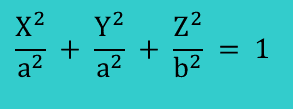 X²/a² + Y²/a² + Z²/b² = 1